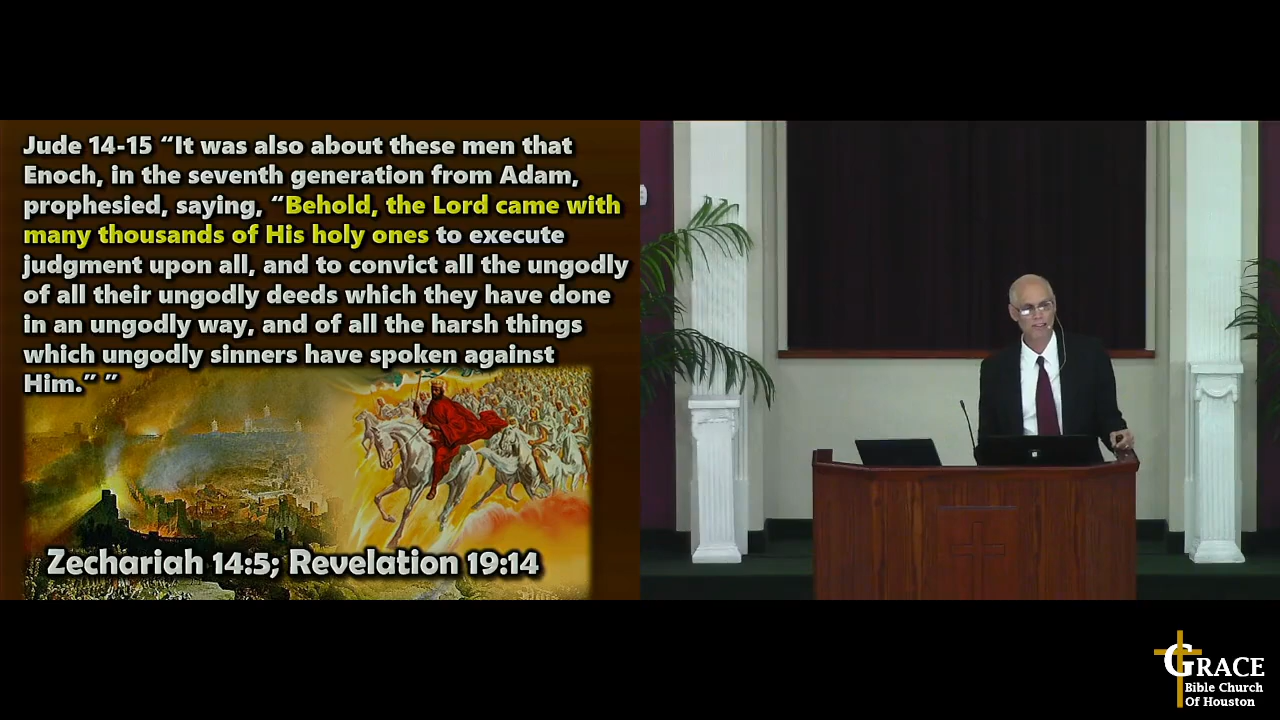 Jude 14-15 “It was also about these men that
Enoch, in the seventh generation from Adam,
prophesied, saying, “Behold, the Lord came with
many thousands of His holy ones to execute
judgment upon all, and to convict all the ungodly
of all their ungodly deeds which they have done
in an ungodly way, and of all the harsh things
which ungodly sinners have spoken against
Him.” ”
Zechariah 14:5; Revelation 19:14
GRACE
Bible Church
Of Houston